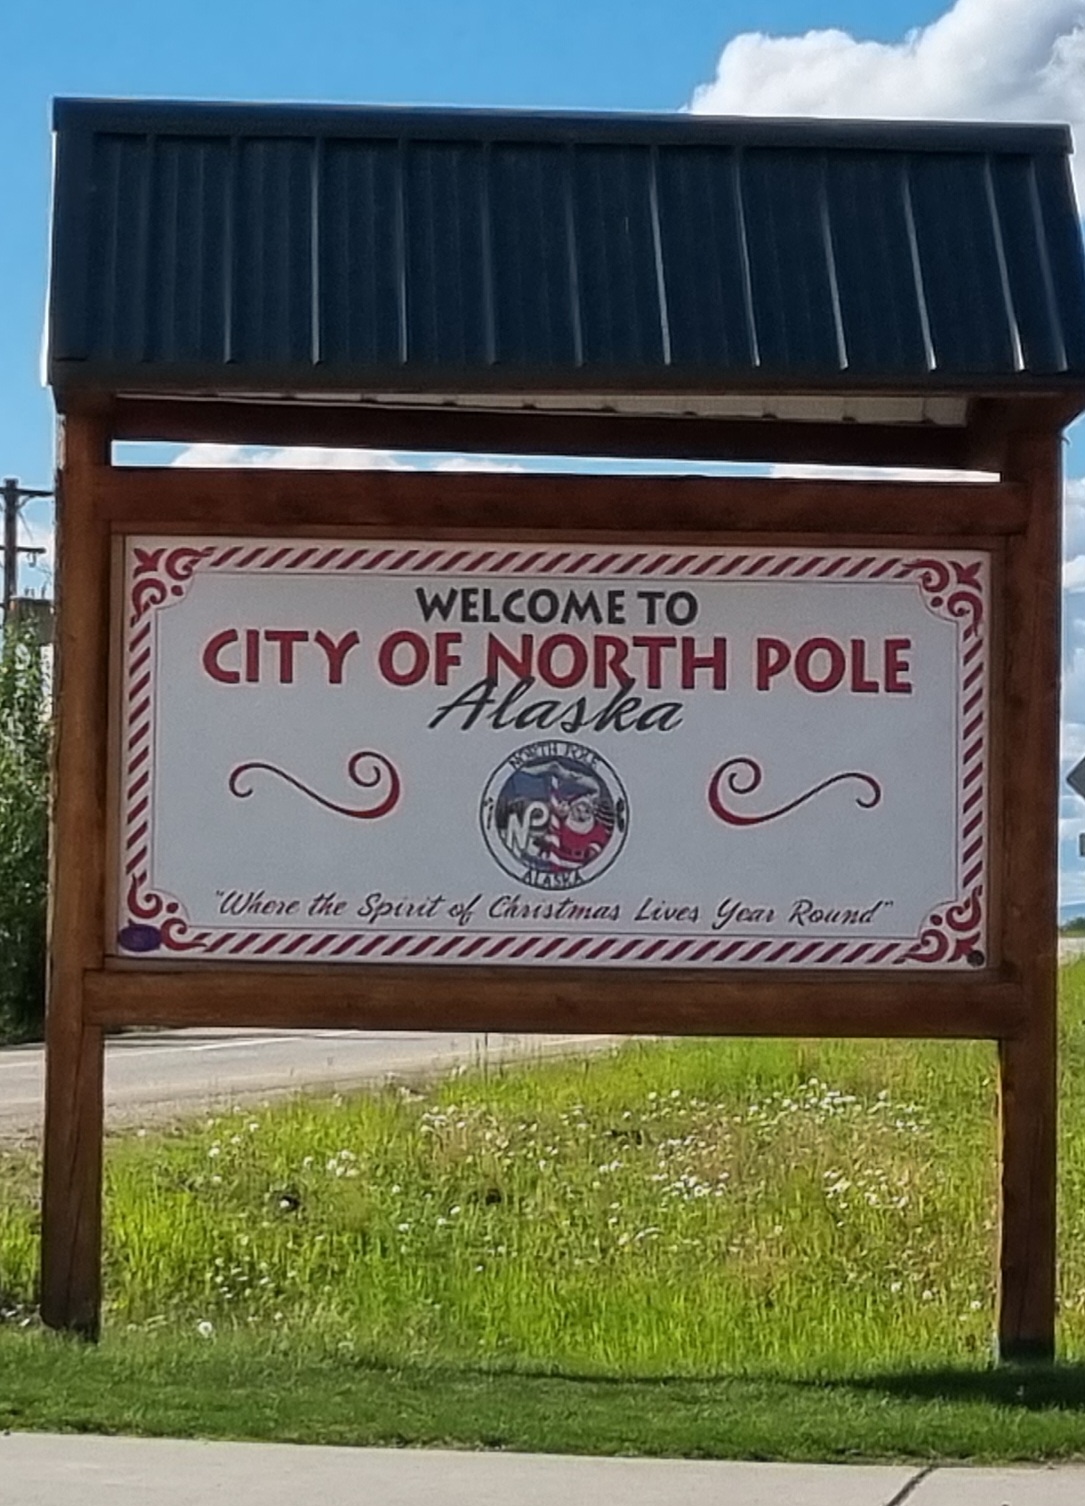 WELCOME TO
CITY OF NORTH POLE
Alaska
NORTH POLE
NP
ALASKA
"Where the Spirit of Christmas Lives Year Round"